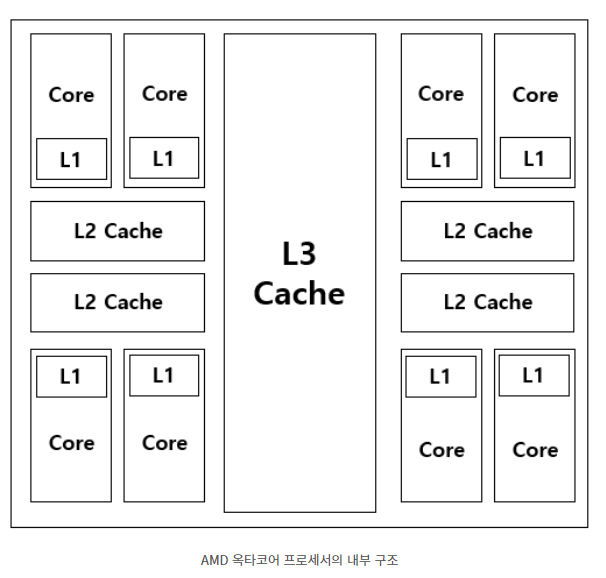 Core
Core
Core
Core
L1
L1
L1
L1
L2 Cache
L2 Cache
L3
Cache
L2 Cache
L2 Cache
L1
L1
L1
L1
Core
Core
Core
Core
AMD 옥타코어 프로세서의 내부 구조